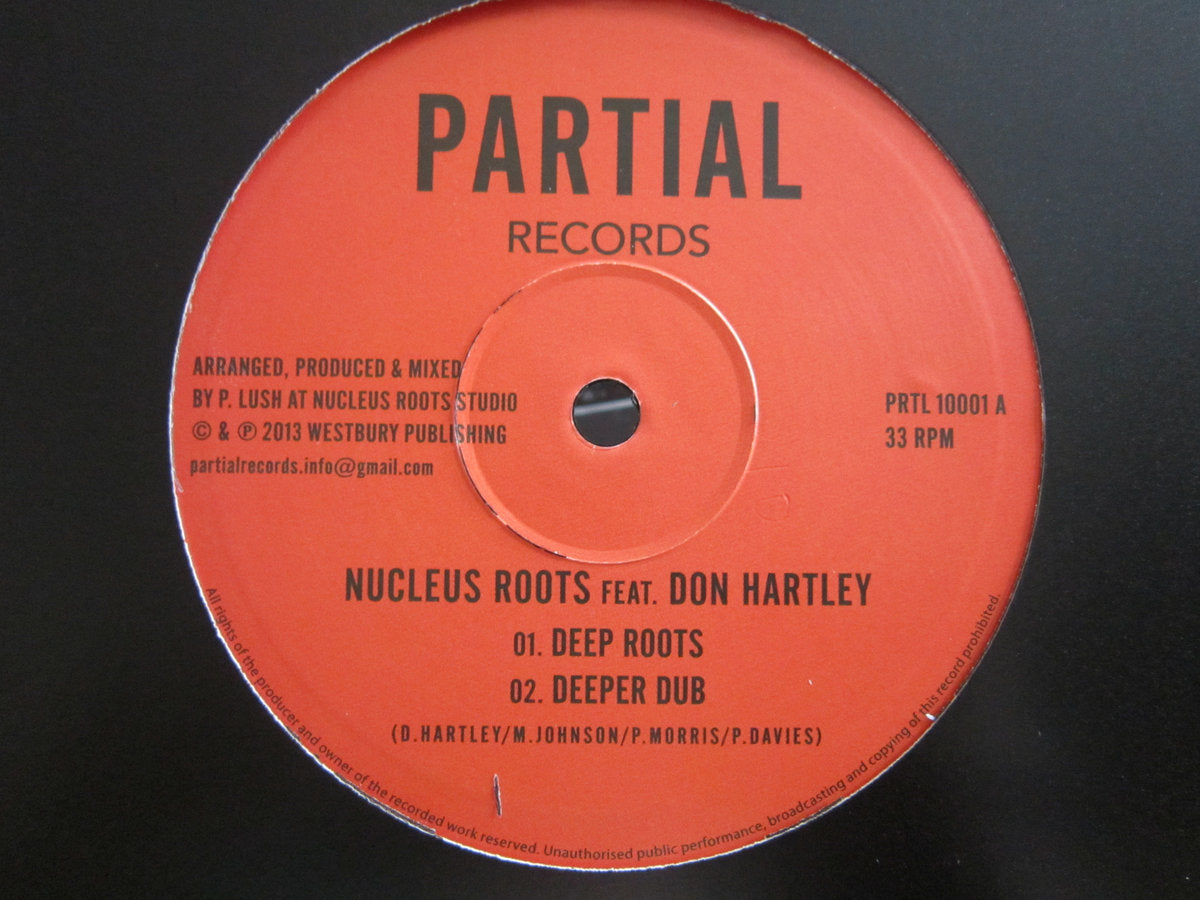 PARTIAL
RECORDS
ARRANGED, PRODUCED & MIXED
BY P. LUSH AT NUCLEUS ROOTS STUDIO
© & ℗ 2013 WESTBURY PUBLISHING
partialrecords.info@gmail.com
PRTL 10001 A
33 RPM
NUCLEUS ROOTS FEAT. DON HARTLEY
01. DEEP ROOTS
02. DEEPER DUB
(D.HARTLEY/M.JOHNSON/P.MORRIS/P.DAVIES)
All rights of the producer and owner of the recorded work reserved. Unauthorised public performance, broadcasting and copying of this record prohibited.